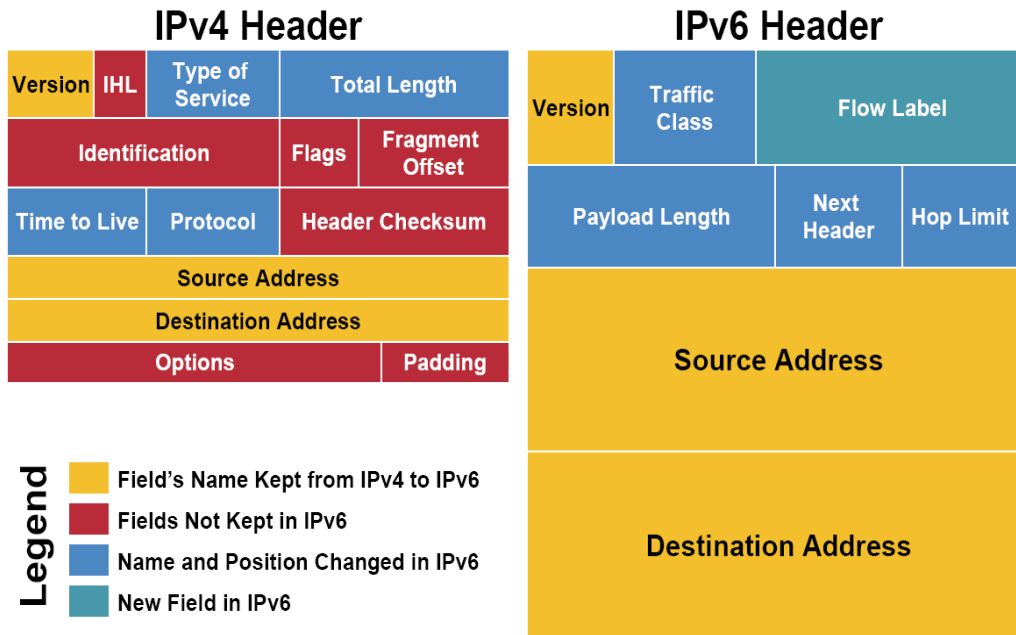 IPv4 Header
Version
IHL
Type of
Service
Total Length
Identification
Flags
Fragment
Offset
Time to Live
Protocol
Header Checksum
Source Address
Destination Address
Options
Padding
IPv6 Header
Version
Traffic
Class
Flow Label
Payload Length
Next
Header
Hop Limit
Source Address
Destination Address
Legend
Field's Name Kept from IPv4 to IPv6
Fields Not Kept in IPv6
Name and Position Changed in IPv6
New Field in IPv6